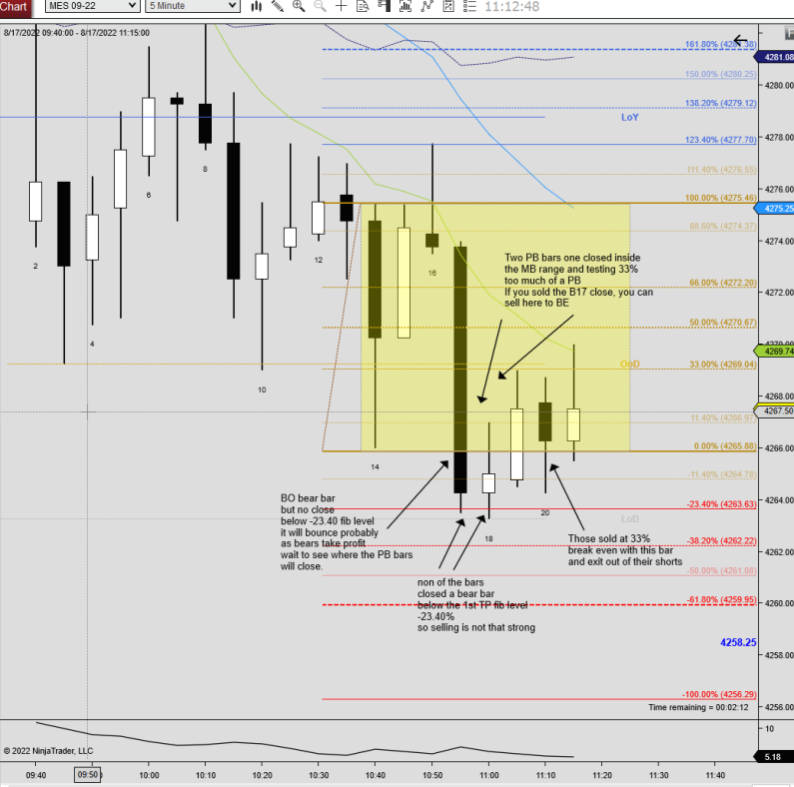 Chart MES 09-22 5 Minute 11:12:48
8/17/2022 09:40:00 - 8/17/2022 11:15:00
161.80%
4281.08
150.00% (4280.25)
4280.00
138.20% (4279.12)
LoY
4278.00
123.40% (4277.70)
111.40% (4276.55)
4276.00
100.00% (4275.46)
4275.25
88.60% (4274.37)
4274.00
66.00% (4272.20)
4272.00
50.00% (4270.67)
4269.74
OoD
33.00% (4269.04)
4268.00
4267.50
11.40% (4266.97)
4266.00
0.00% (4265.88)
-11.40% (4264.78)
4264.00
-23.40% (4263.63)
LoD
-38.20% (4262.22)
4262.00
-50.00% (4261.08)
-61.80% (4259.95)
4260.00
4258.25
4258.00
-100.00% (4256.29)
4256.00
Time remaining = 00:02:12
2
4
6
8
10
12
14
16
18
20
Two PB bars one closed inside
the MB range and testing 33%
too much of a PB
If you sold the B17 close, you can
sell here to BE
BO bear bar
but no close
below -23.40 fib level
it will bounce probably
as bears take profit
wait to see where the PB bars
will close.
non of the bars
closed a bear bar
below the 1st TP fib level
-23.40%
so selling is not that strong
Those sold at 33%
break even with this bar
and exit out of their shorts
10
5.18
© 2022 NinjaTrader, LLC
09:40 09:50 10:00 10:10 10:20 10:30 10:40 10:50 11:00 11:10 11:20 11:30 11:40